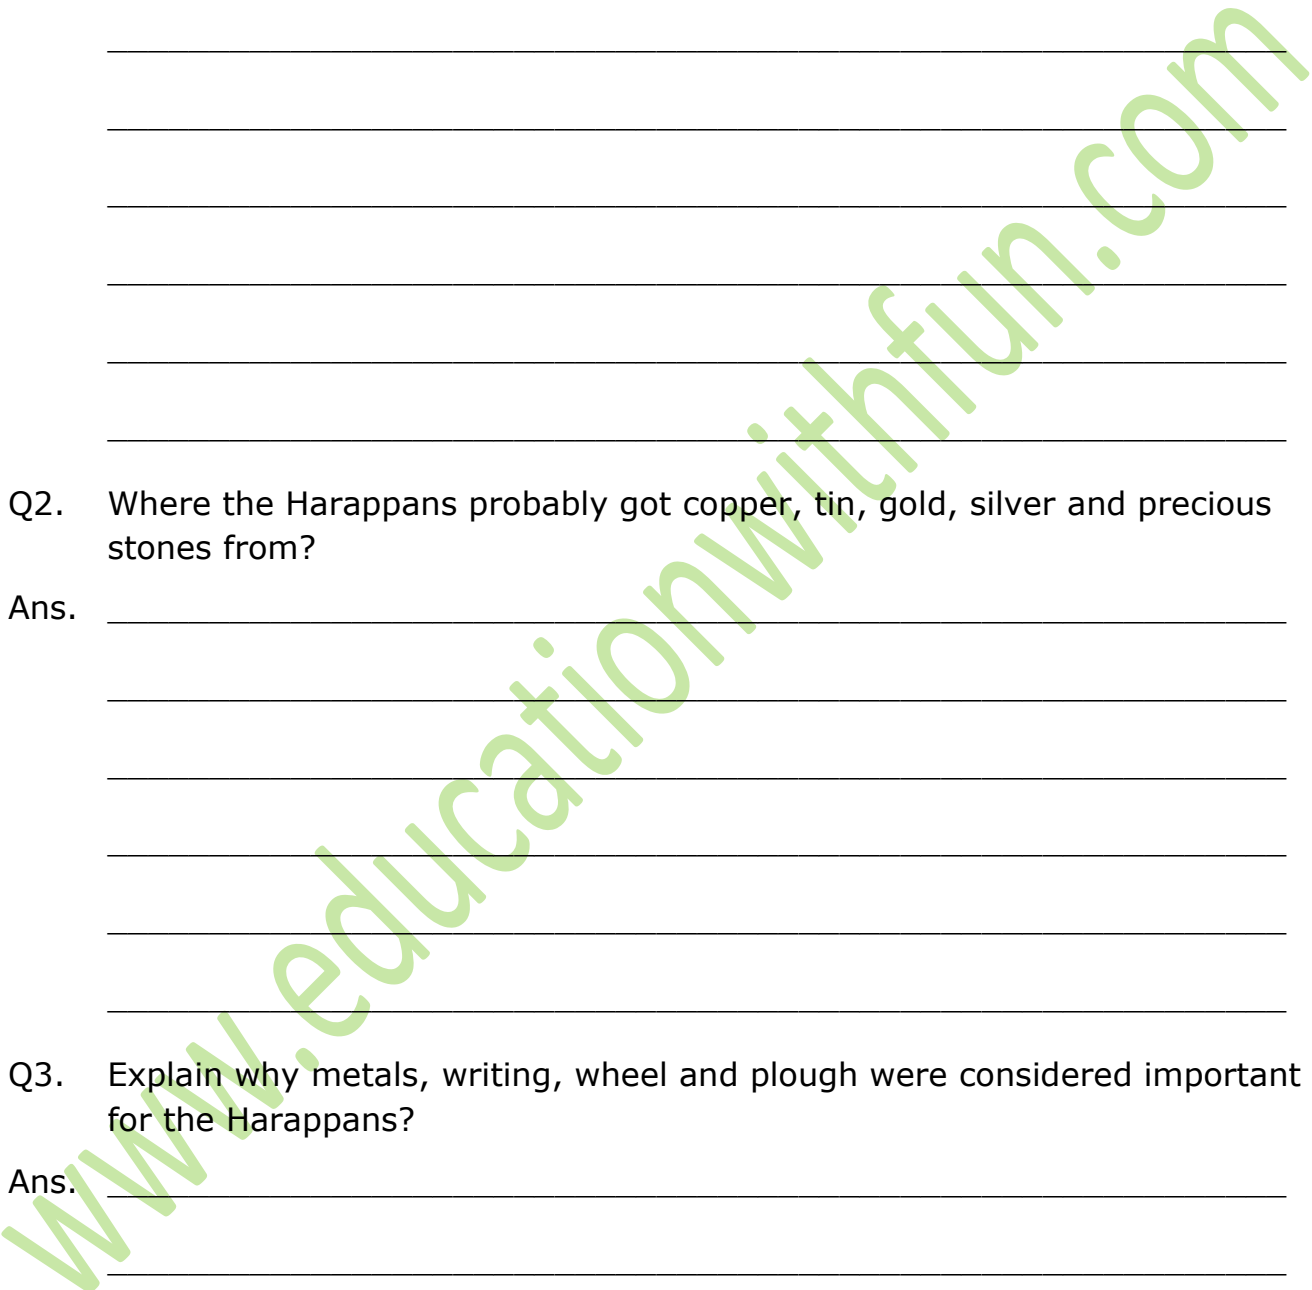 Q2. Where the Harappans probably got copper, tin, gold, silver and precious
stones from?
Ans.
Q3. Explain why metals, writing, wheel and plough were considered important
for the Harappans?
Ans.
www.educationwithfun.com